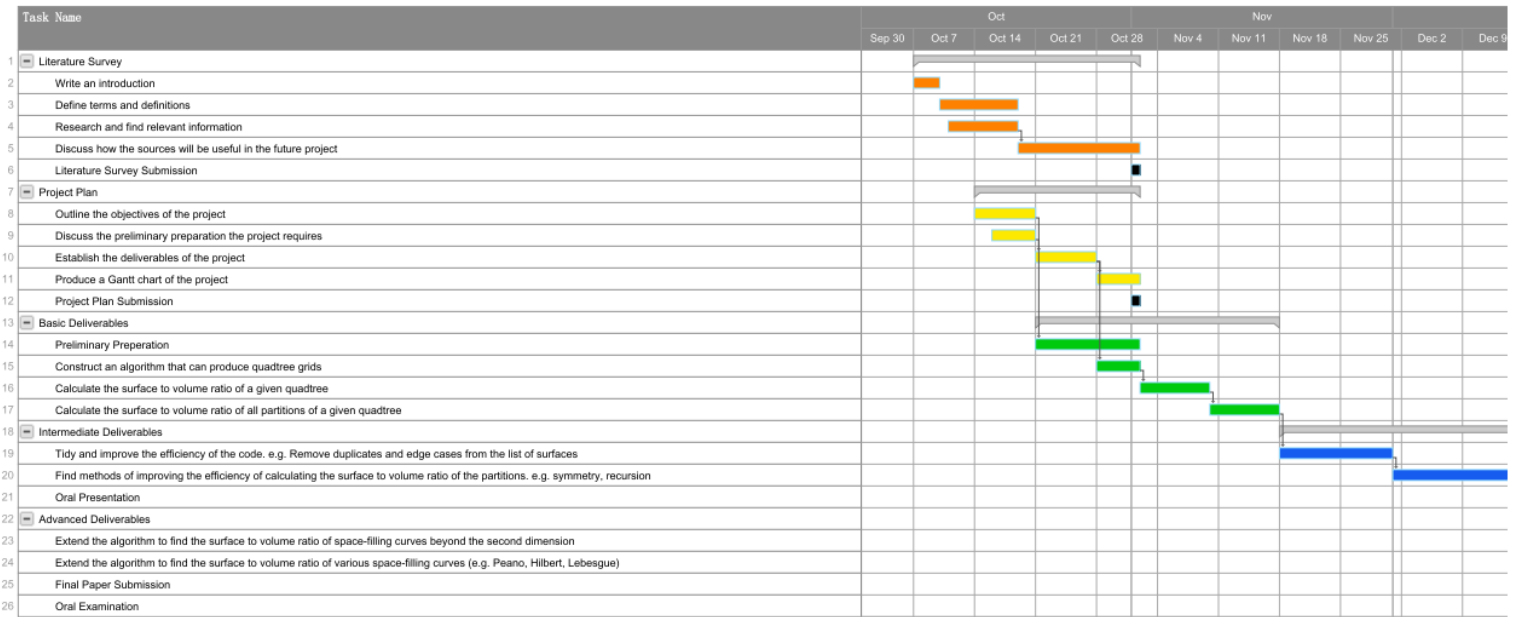 Task Name
Oct Nov
Sep 30 Oct 7 Oct 14 Oct 21 Oct 28 Nov 4 Nov 11 Nov 18 Nov 25 Dec 2 Dec 9
1 Literature Survey
2 Write an introduction
3 Define terms and definitions
4 Research and find relevant information
5 Discuss how the sources will be useful in the future project
6 Literature Survey Submission
7 Project Plan
8 Outline the objectives of the project
9 Discuss the preliminary preparation the project requires
10 Establish the deliverables of the project
11 Produce a Gantt chart of the project
12 Project Plan Submission
13 Basic Deliverables
14 Preliminary Preperation
15 Construct an algorithm that can produce quadtree grids
16 Calculate the surface to volume ratio of a given quadtree
17 Calculate the surface to volume ratio of all partitions of a given quadtree
18 Intermediate Deliverables
19 Tidy and improve the efficiency of the code. e.g. Remove duplicates and edge cases from the list of surfaces
20 Find methods of improving the efficiency of calculating the surface to volume ratio of the partitions. e.g. symmetry, recursion
21 Oral Presentation
22 Advanced Deliverables
23 Extend the algorithm to find the surface to volume ratio of space-filling curves beyond the second dimension
24 Extend the algorithm to find the surface to volume ratio of various space-filling curves (e.g. Peano, Hilbert, Lebesgue)
25 Final Paper Submission
26 Oral Examination